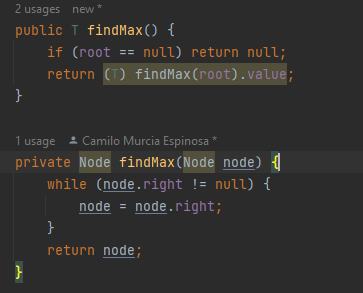 2 usages new *
public T findMax() {
if (root == null) return null;
return (T) findMax(root).value;
}
1 usage Camilo Murcia Espinosa *
private Node findMax(Node node) {
while (node.right != null) {
node = node.right;
}
return node;
}